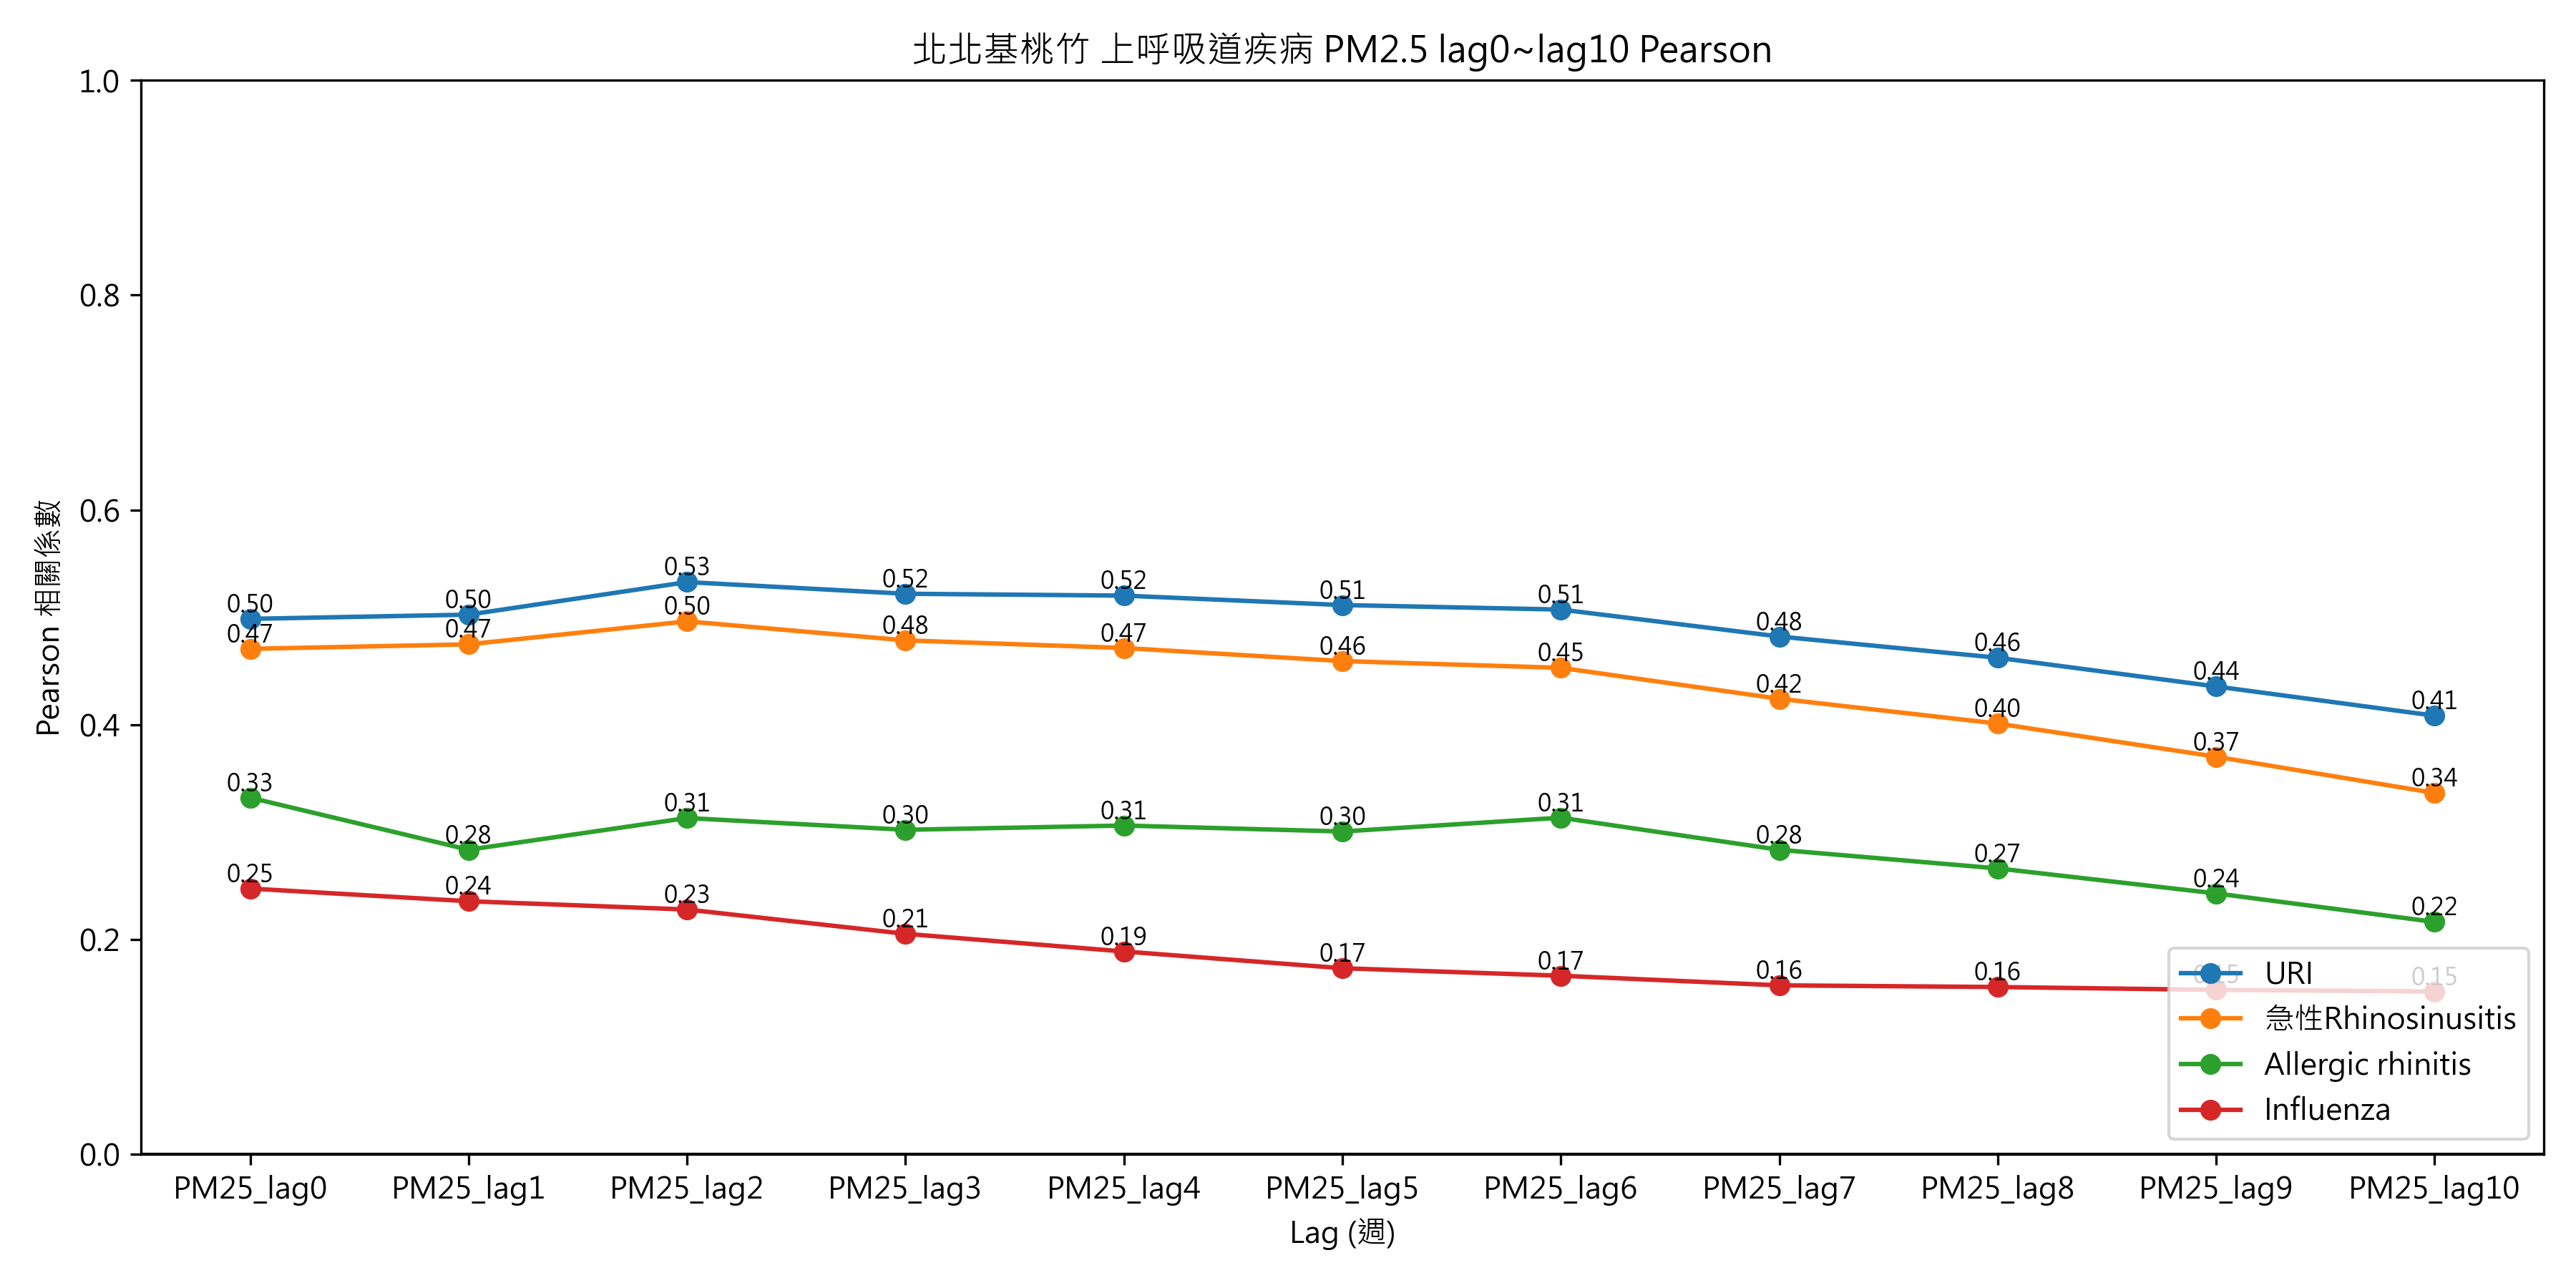 北北基桃竹 上呼吸道疾病 PM2.5 lag0~lag10 Pearson
Pearson 相關係數
1.0
0.8
0.6
0.4
0.2
0.0
0.50 0.50 0.53 0.52 0.52 0.51 0.51 0.48 0.46 0.44 0.41
0.47 0.47 0.50 0.48 0.47 0.46 0.45 0.42 0.40 0.37 0.34
0.33 0.28 0.31 0.30 0.31 0.30 0.31 0.28 0.27 0.24 0.22
0.25 0.24 0.23 0.21 0.19 0.17 0.17 0.16 0.16 0.15 0.15
URI
急性Rhinosinusitis
Allergic rhinitis
Influenza
PM25_lag0 PM25_lag1 PM25_lag2 PM25_lag3 PM25_lag4 PM25_lag5 PM25_lag6 PM25_lag7 PM25_lag8 PM25_lag9 PM25_lag10
Lag (週)